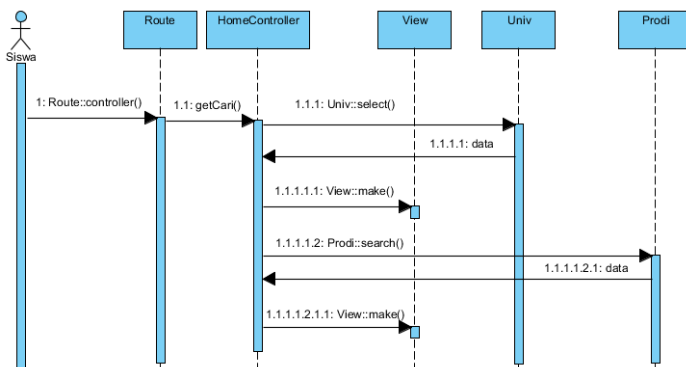 Route
HomeController
View
Univ
Prodi
Siswa
1: Route::controller()
1.1: getCari()
1.1.1: Univ::select()
1.1.1.1: data
1.1.1.1.1: View::make()
1.1.1.1.2: Prodi::search()
1.1.1.1.2.1: data
1.1.1.1.2.1.1: View::make()